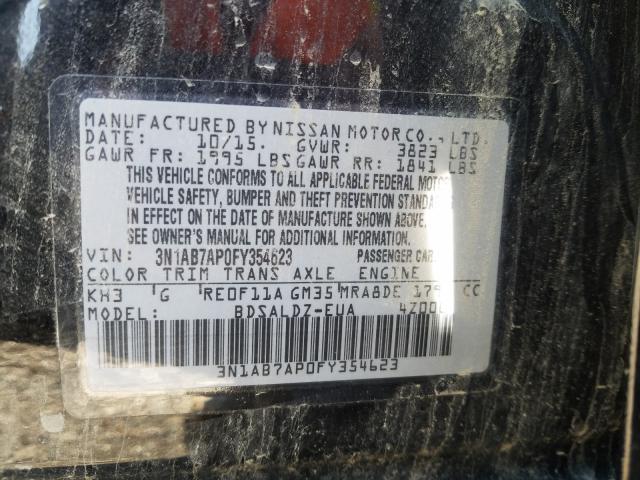 MANUFACTURED BY NISSAN MOTOR CO., LTD.
DATE: 10/15. GVWR: 3823 LBS
GAWR FR: 1995 LBS GAWR RR: 1841 LBS
THIS VEHICLE CONFORMS TO ALL APPLICABLE FEDERAL MOTOR
VEHICLE SAFETY, BUMPER AND THEFT PREVENTION STANDARDS
IN EFFECT ON THE DATE OF MANUFACTURE SHOWN ABOVE.
SEE OWNER'S MANUAL FOR ADDITIONAL INFORMATION.
VIN: 3N1AB7AP0FY354623 PASSENGER CAR
COLOR TRIM TRANS AXLE ENGINE
KH3 G RE0F11A GM35 MRA8DE CC
MODEL: BDSALDZ-EUA
3N1AB7AP0FY354623